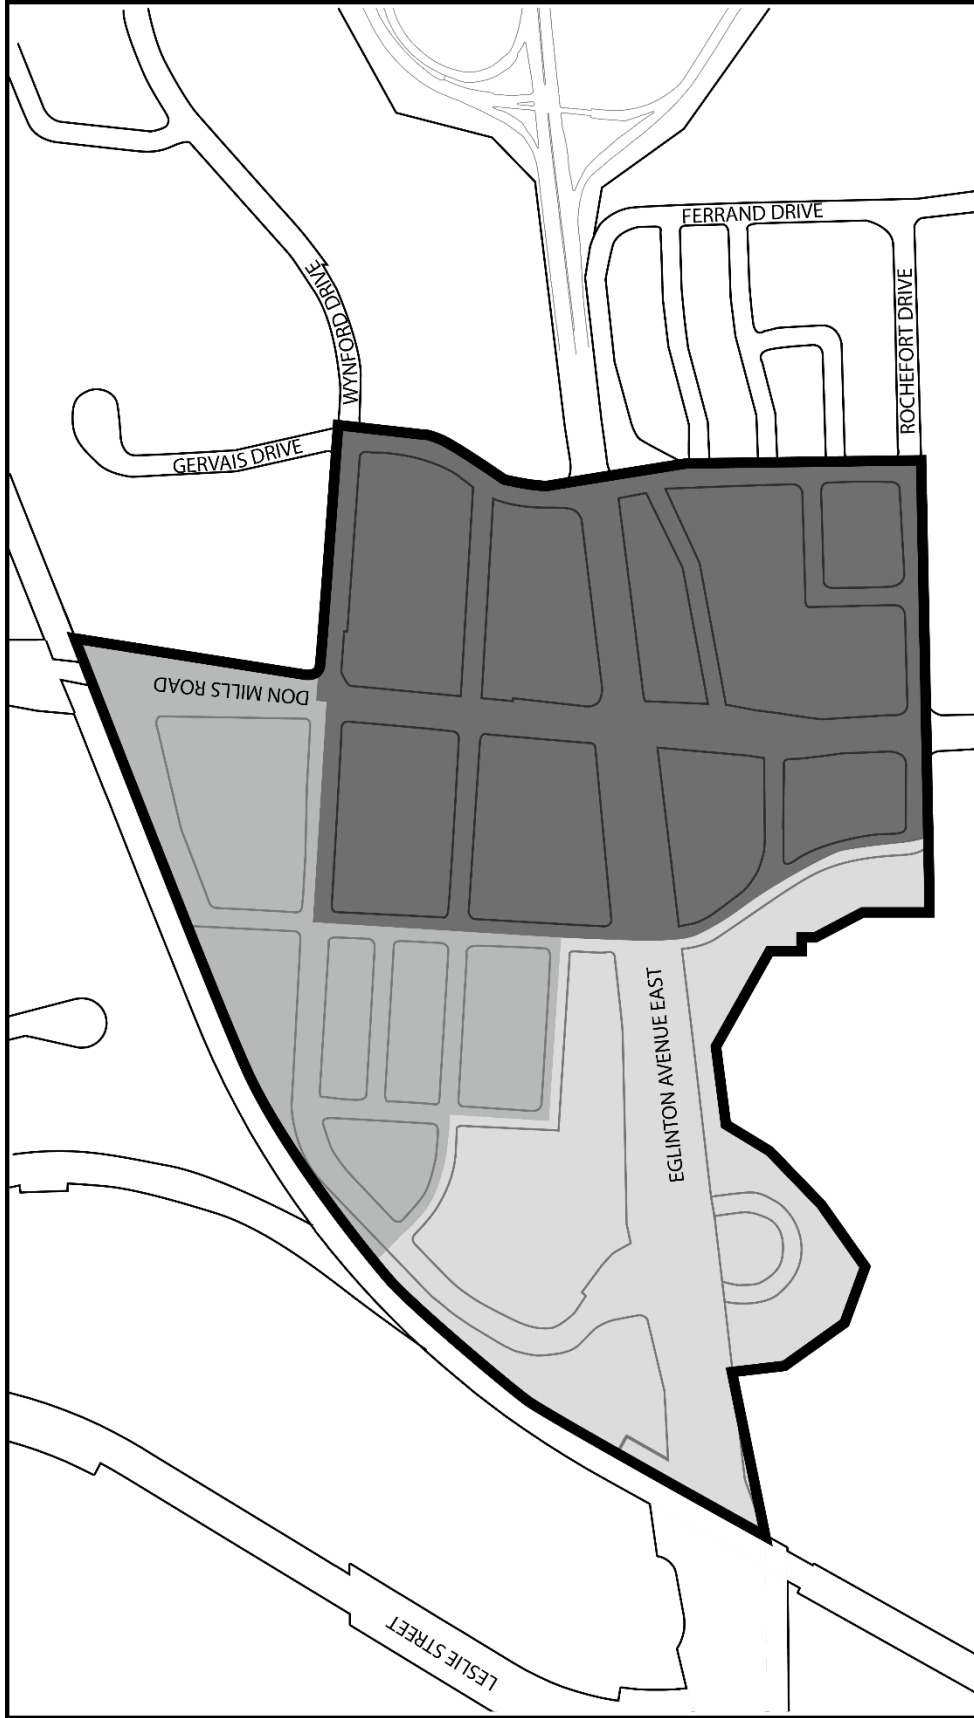 FERRAND DRIVE
WYNFORD DRIVE
ROCHEFORT DRIVE
GERVAIS DRIVE
DON MILLS ROAD
EGLINTON AVENUE EAST
LESLIE STREET